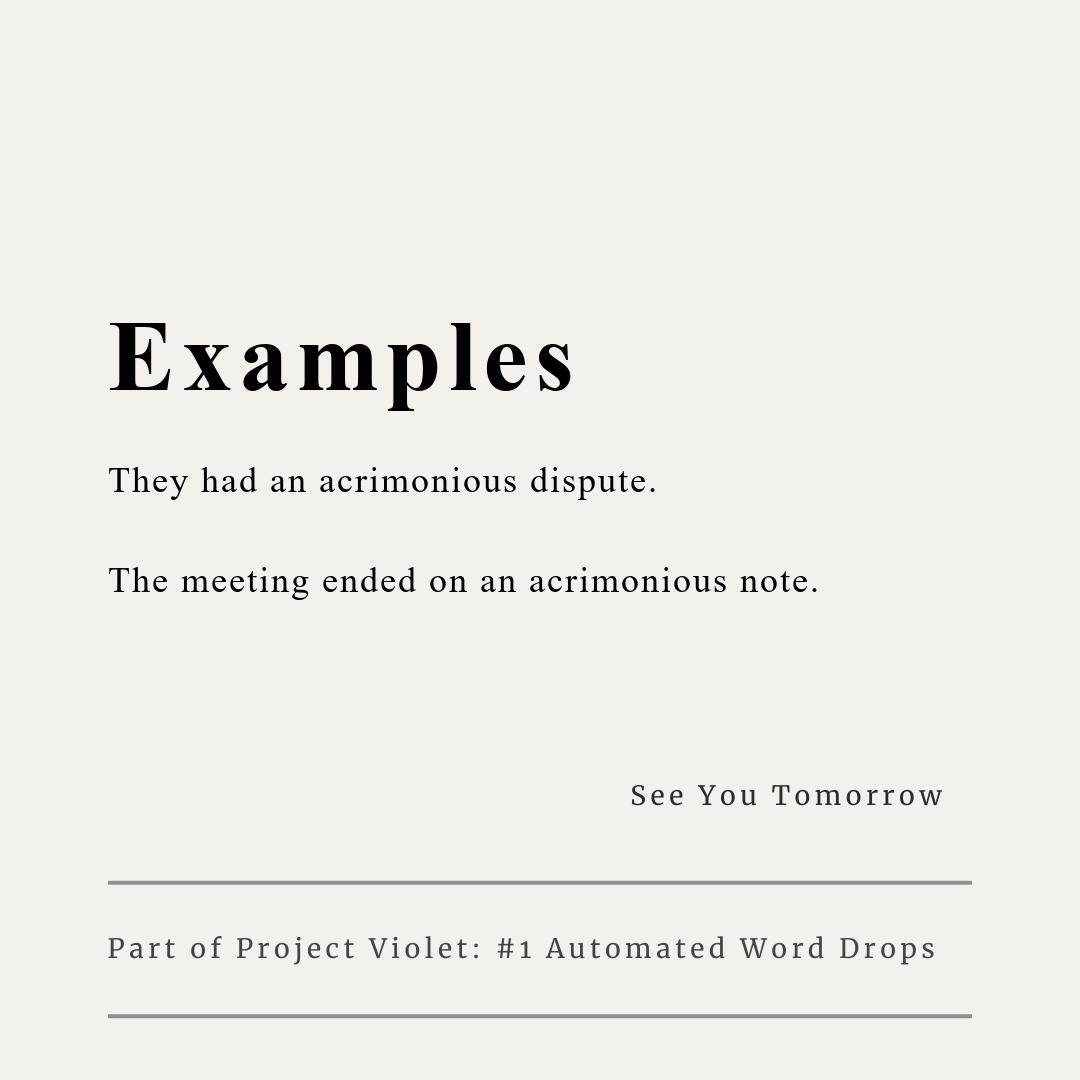 Examples
They had an acrimonious dispute.
The meeting ended on an acrimonious note.
See You Tomorrow
Part of Project Violet: #1 Automated Word Drops